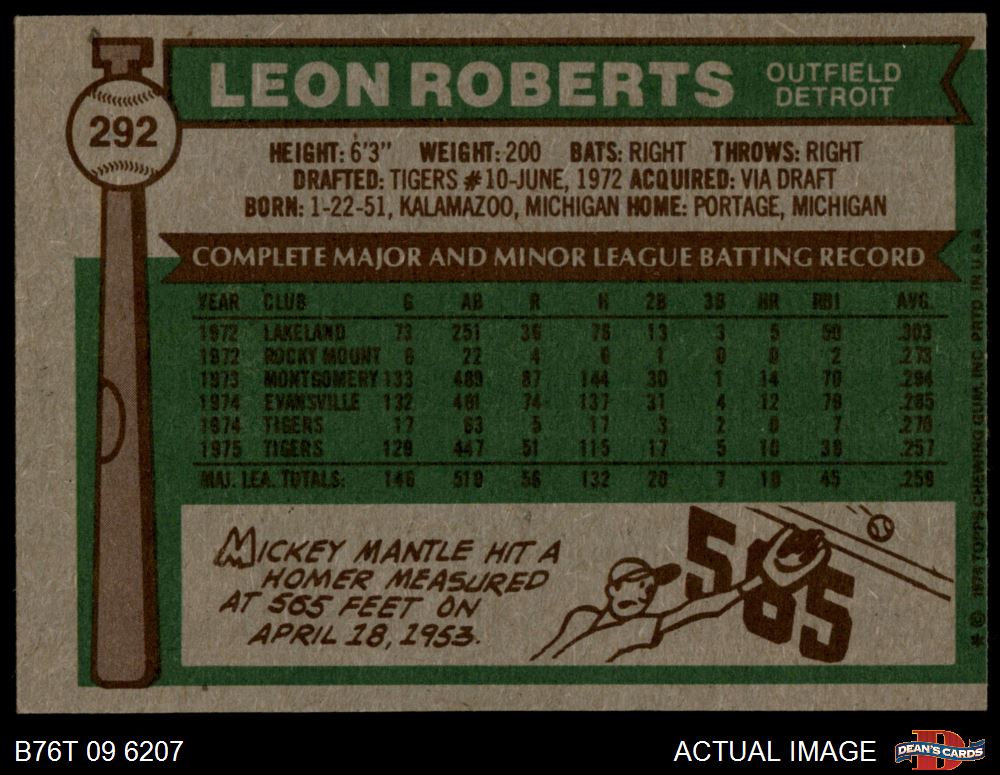 292
LEON ROBERTS
OUTFIELD
DETROIT
HEIGHT: 6'3" WEIGHT: 200 BATS: RIGHT THROWS: RIGHT
DRAFTED: TIGERS #10-JUNE, 1972 ACQUIRED: VIA DRAFT
BORN: 1-22-51, KALAMAZOO, MICHIGAN HOME: PORTAGE, MICHIGAN
COMPLETE MAJOR AND MINOR LEAGUE BATTING RECORD
YEAR CLUB G AB R H 2B 3B HR RBI AVG.
1972 LAKELAND 73 251 13 3 5 .303
1972 ROCKY MOUNT 22 4 6 1 0 0 2 .273
1973 MONTGOMERY 133 489 87 144 30 1 14 70 .294
1974 EVANSVILLE 132 481 74 137 31 4 12 .285
1974 TIGERS 17 63 5 17 3 2 0 7 .270
1975 TIGERS 129 447 51 115 17 5 10 38 .257
MAJ. LEA. TOTALS: 146 510 56 132 20 7 10 45 .259
MICKEY MANTLE HIT A
HOMER MEASURED
AT 565 FEET ON
APRIL 18, 1953.
565
* © 1976 TOPPS CHEWING GUM, INC. PRTD. IN U.S.A.
B76T 09 6207
ACTUAL IMAGE
D
DEAN'S CARDS